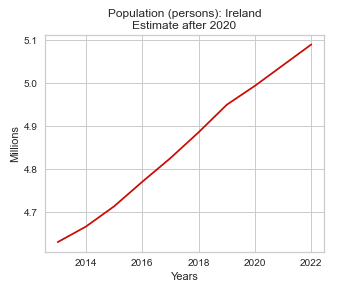 Population (persons): Ireland
Estimate after 2020
5.1
5.0
4.9
4.8
4.7
Millions
2014 2016 2018 2020 2022
Years